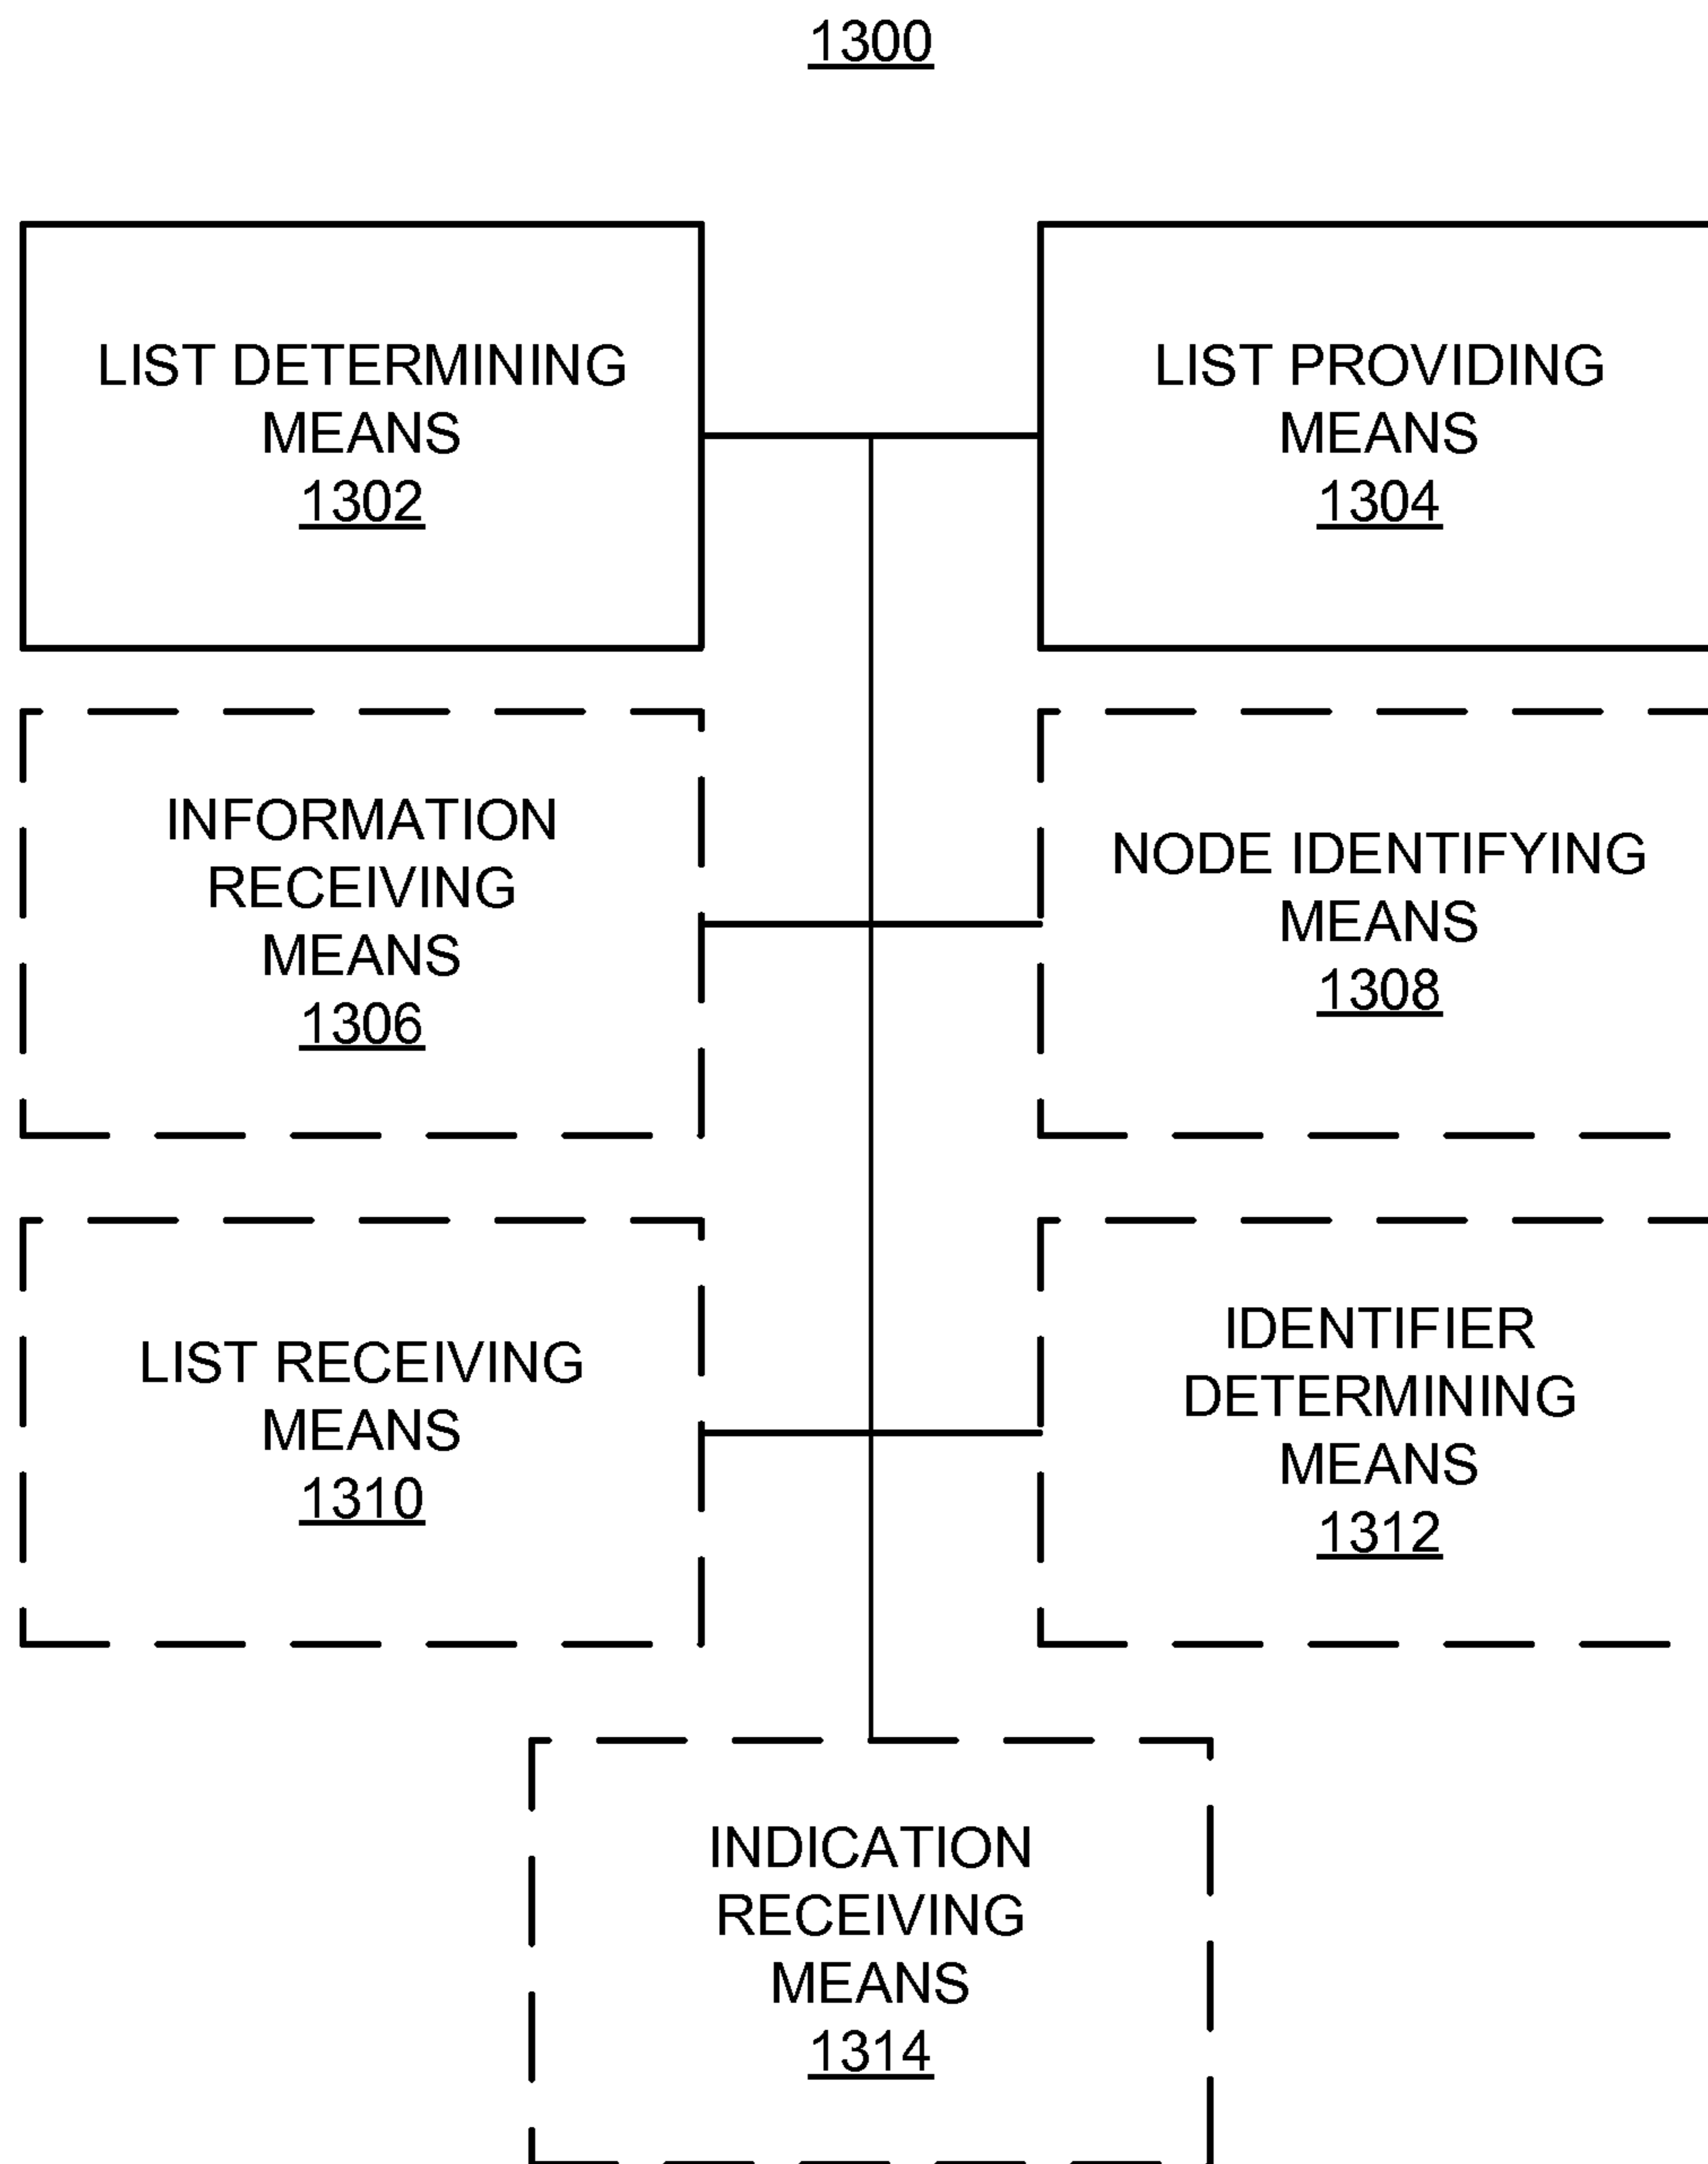 1300
LIST DETERMINING
MEANS
1302
LIST PROVIDING
MEANS
1304
INFORMATION
RECEIVING
MEANS
1306
NODE IDENTIFYING
MEANS
1308
LIST RECEIVING
MEANS
1310
IDENTIFIER
DETERMINING
MEANS
1312
INDICATION
RECEIVING
MEANS
1314